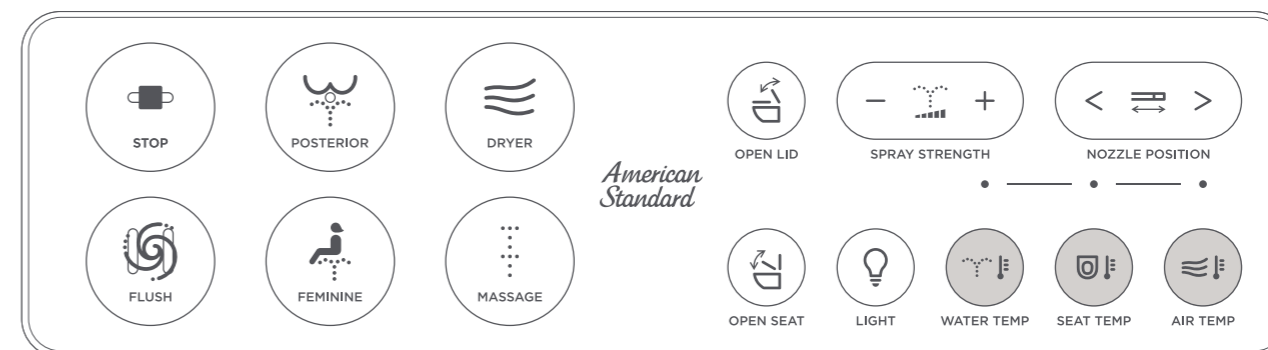 STOP
POSTERIOR
DRYER
FLUSH
FEMININE
MASSAGE
American
Standard
OPEN LID
SPRAY STRENGTH
NOZZLE POSITION
OPEN SEAT
LIGHT
WATER TEMP
SEAT TEMP
AIR TEMP